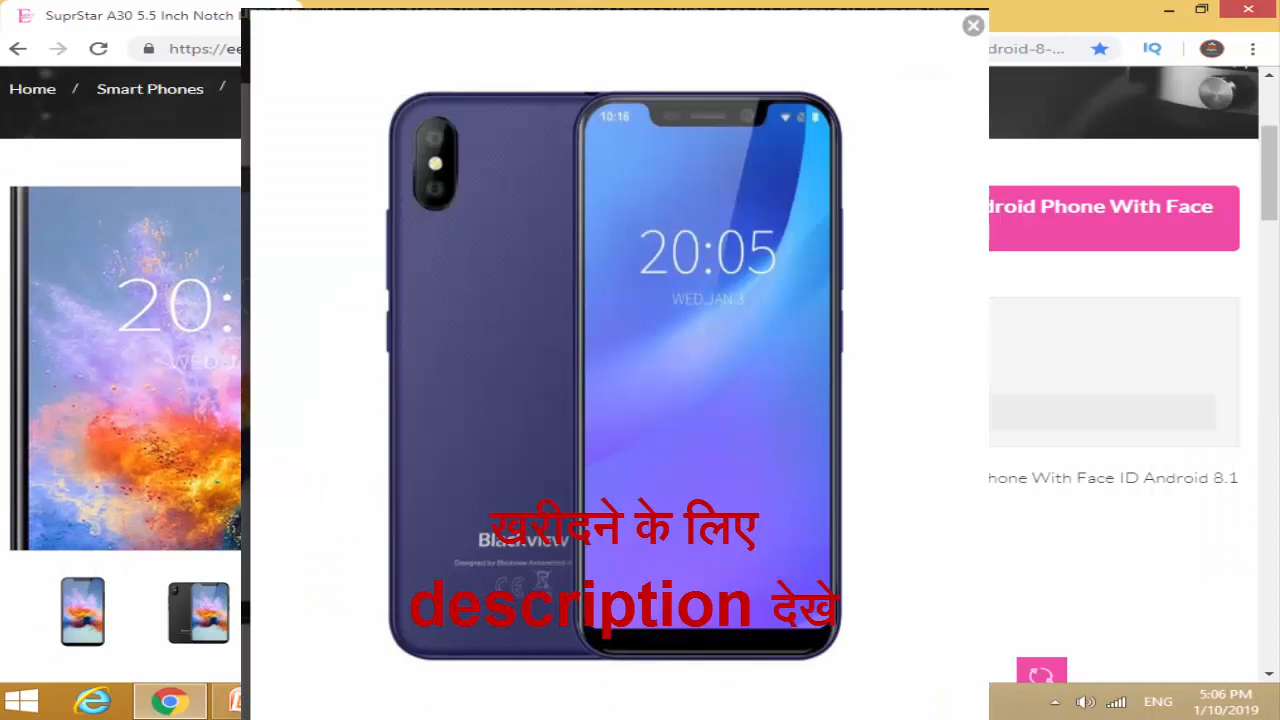 SuprStar A30 5.5 Inch Notch
https://ee
droid-8-...
IQ
Home / Smart Phones /
droid Phone With Face
10:16
20:05
WED,JAN 3
20:
hone With Face ID Android 8.1
Blackview
खरीदने के लिए
description देखे
ENG
5:06 PM
1/10/2019